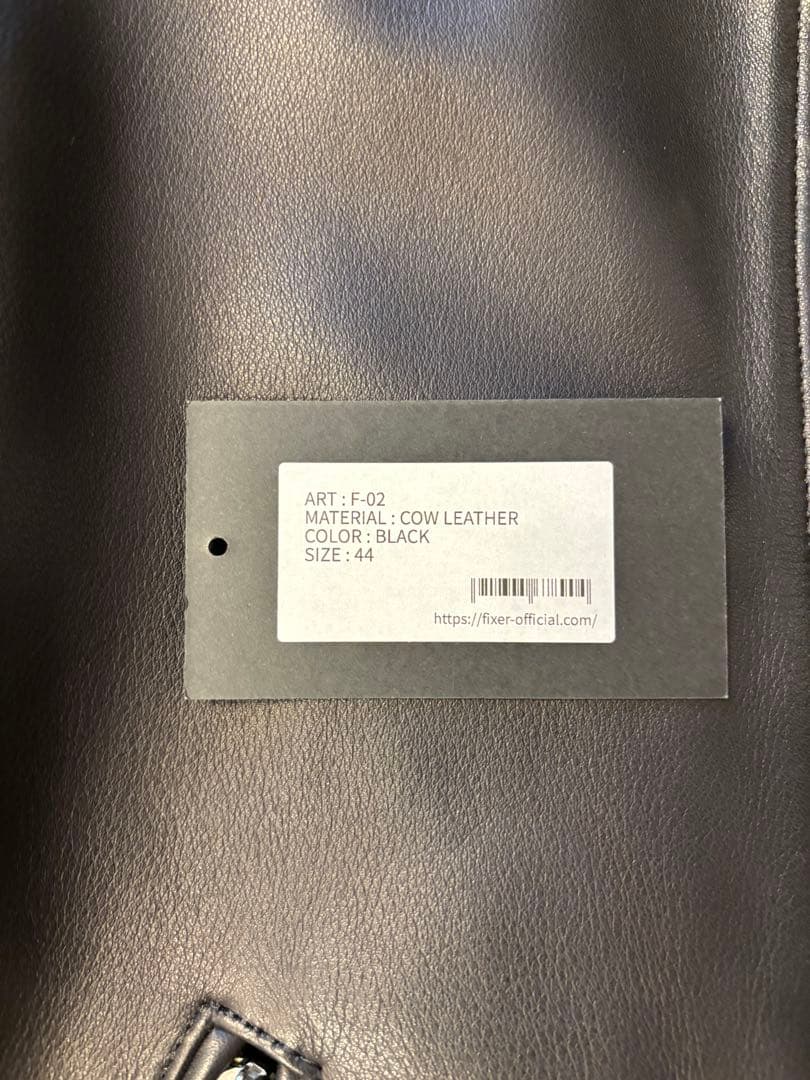 ART : F-02
MATERIAL : COW LEATHER
COLOR : BLACK
SIZE : 44
https://fixer-official.com/